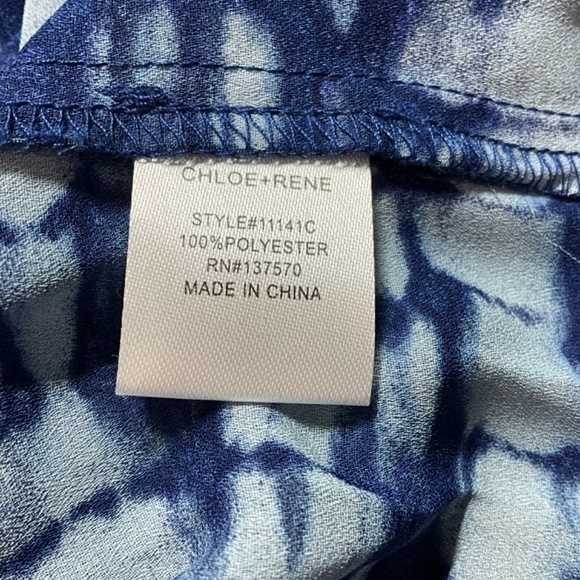 CHLOE+RENE
STYLE#11141C
100%POLYESTER
RN#137570
MADE IN CHINA